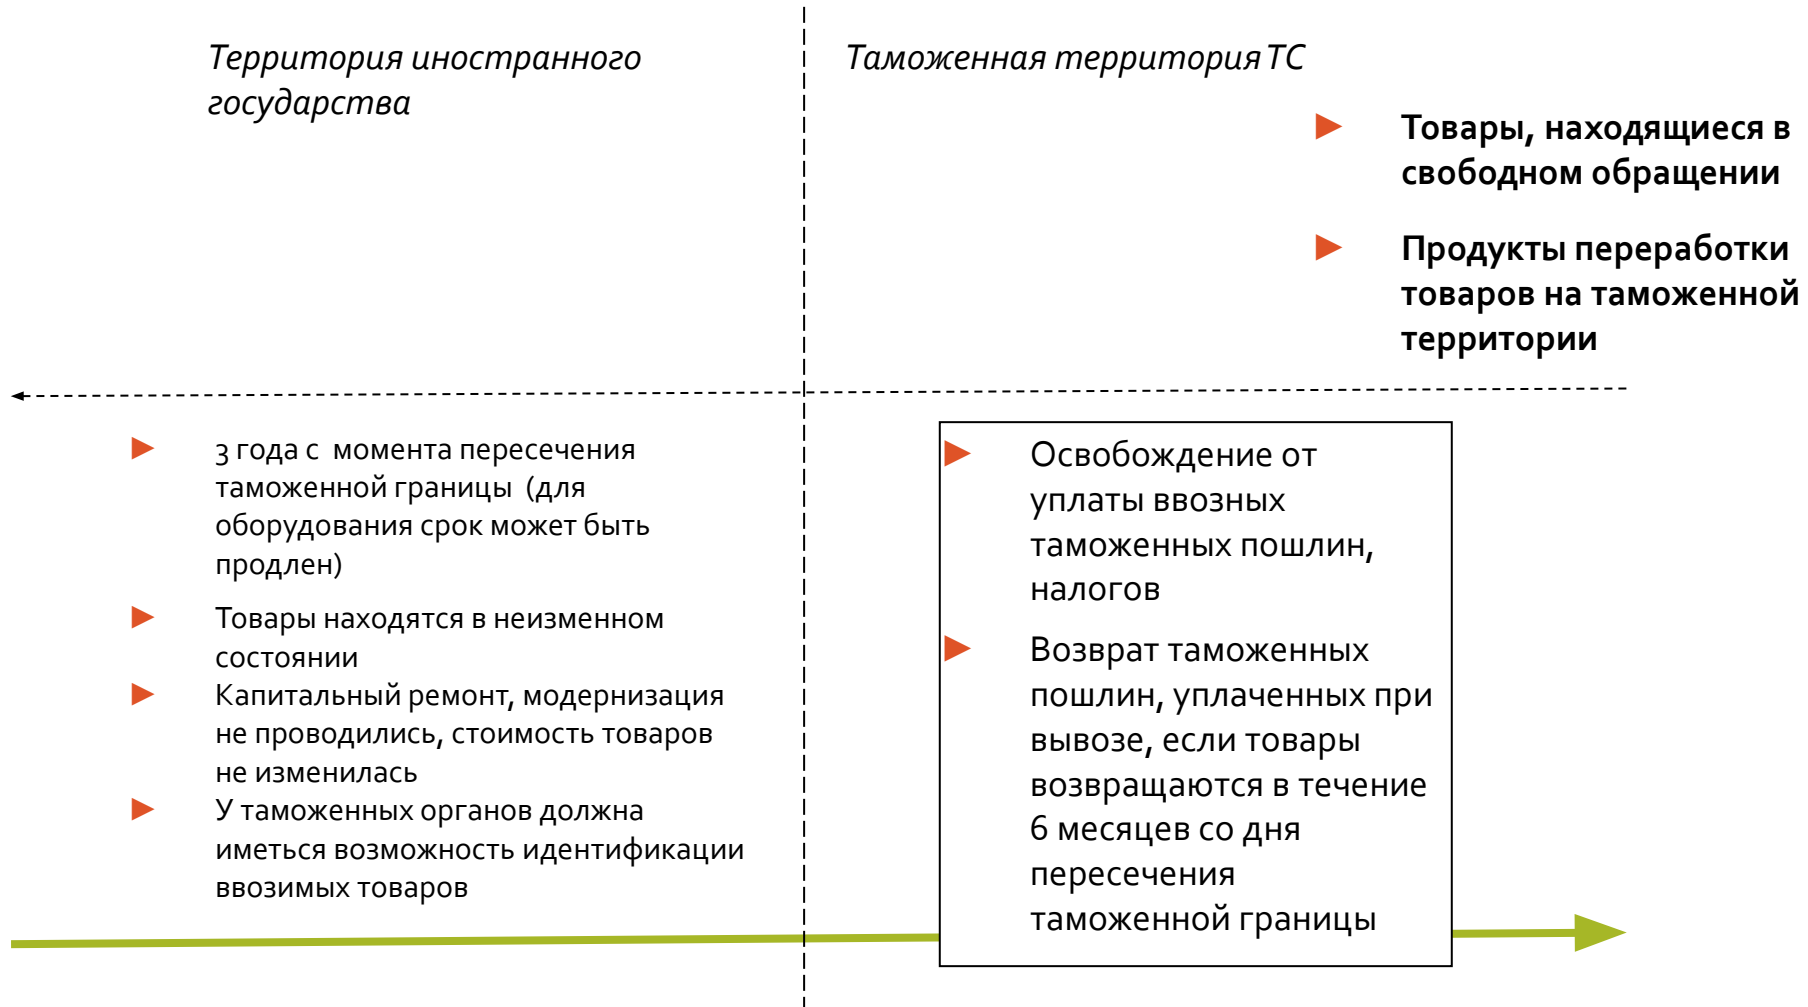 Территория иностранного
государства
Таможенная территория ТС
Товары, находящиеся в
свободном обращении
Продукты переработки
товаров на таможенной
территории
3 года с момента пересечения
таможенной границы (для
оборудования срок может быть
продлен)
Товары находятся в неизменном
состоянии
Капитальный ремонт, модернизация
не проводились, стоимость товаров
не изменилась
У таможенных органов должна
иметься возможность идентификации
ввозимых товаров
Освобождение от
уплаты ввозных
таможенных пошлин,
налогов
Возврат таможенных
пошлин, уплаченных при
вывозе, если товары
возвращаются в течение
6 месяцев со дня
пересечения
таможенной границы